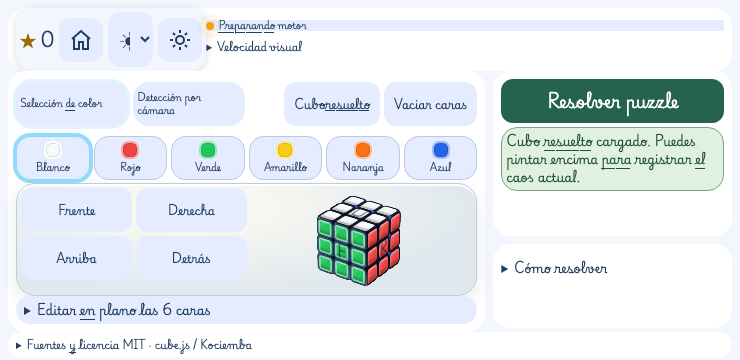 ★ 0
Preparando motor
▸ Velocidad visual
Selección de color
Detección por
cámara
Cubo resuelto
Vaciar caras
Blanco
Rojo
Verde
Amarillo
Naranja
Azul
Frente
Derecha
Arriba
Detrás
▸ Editar en plano las 6 caras
Resolver puzzle
Cubo resuelto cargado. Puedes
pintar encima para registrar el
caos actual.
▸ Cómo resolver
▸ Fuentes y licencia MIT · cube.js / Kociemba